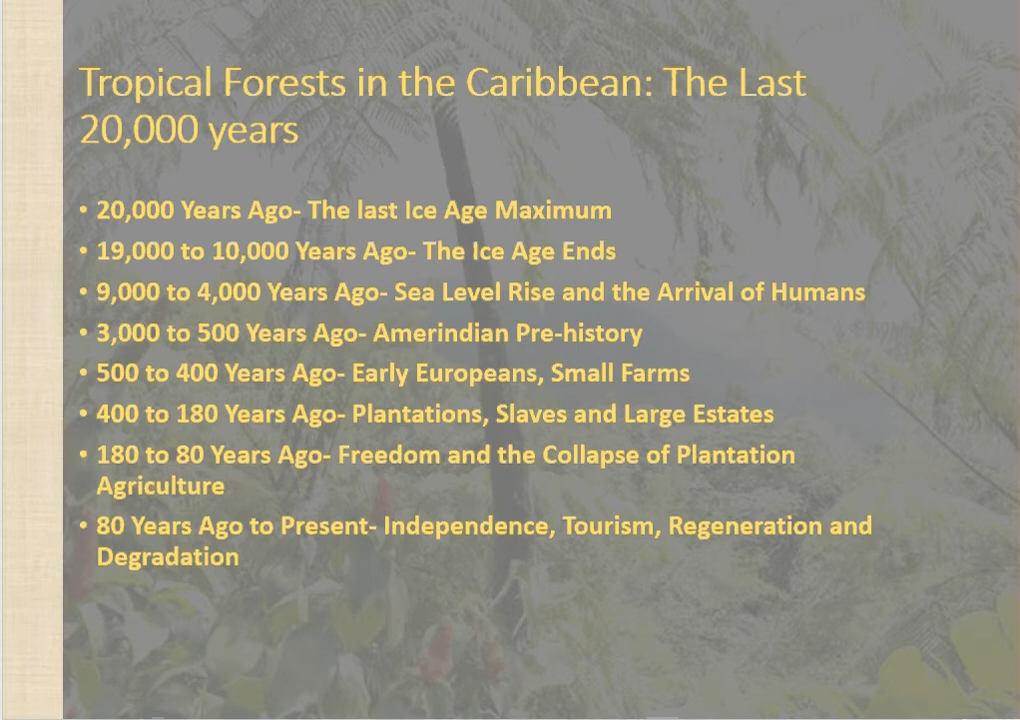 Tropical Forests in the Caribbean: The Last
20,000 years
• 20,000 Years Ago- The last Ice Age Maximum
• 19,000 to 10,000 Years Ago- The Ice Age Ends
• 9,000 to 4,000 Years Ago- Sea Level Rise and the Arrival of Humans
• 3,000 to 500 Years Ago- Amerindian Pre-history
• 500 to 400 Years Ago- Early Europeans, Small Farms
• 400 to 180 Years Ago- Plantations, Slaves and Large Estates
• 180 to 80 Years Ago- Freedom and the Collapse of Plantation
Agriculture
• 80 Years Ago to Present- Independence, Tourism, Regeneration and
Degradation